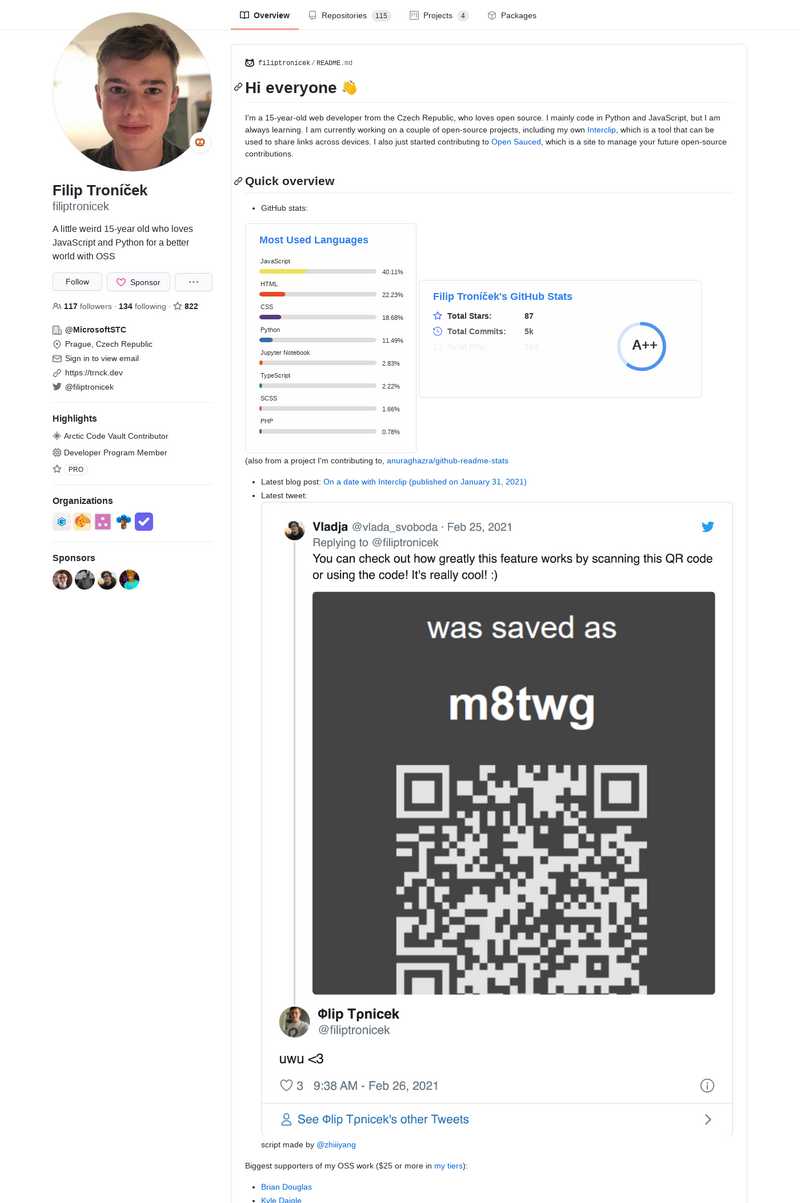 Overview
Repositories 115
Projects 4
Packages
Filip Troníček
filiptronicek
A little weird 15-year old who loves
JavaScript and Python for a better
world with OSS
Follow
Sponsor
117 followers · 134 following · 822
@MicrosoftSTC
Prague, Czech Republic
Sign in to view email
https://trnck.dev
@filiptronicek
Highlights
Arctic Code Vault Contributor
Developer Program Member
PRO
Organizations
Sponsors
filiptronicek / README.md
Hi everyone 👋
I'm a 15-year-old web developer from the Czech Republic, who loves open source. I mainly code in Python and JavaScript, but I am
always learning. I am currently working on a couple of open-source projects, including my own Interclip, which is a tool that can be
used to share links across devices. I also just started contributing to Open Sauced, which is a site to manage your future open-source
contributions.
Quick overview
• GitHub stats:
Most Used Languages
JavaScript
40.11%
HTML
22.23%
CSS
18.68%
Python
11.49%
Jupyter Notebook
2.83%
TypeScript
2.22%
SCSS
1.66%
PHP
0.78%
Filip Troníček's GitHub Stats
Total Stars: 87
Total Commits: 5k
A++
(also from a project I'm contributing to, anuraghazra/github-readme-stats
• Latest blog post: On a date with Interclip (published on January 31, 2021)
• Latest tweet:
Vladja @vlada_svoboda · Feb 25, 2021
Replying to @filiptronicek
You can check out how greatly this feature works by scanning this QR code
or using the code! It's really cool! :)
was saved as
m8twg
Φlip Tρnicek
@filiptronicek
uwu <3
3 9:38 AM - Feb 26, 2021
See Φlip Tρnicek's other Tweets
script made by @zhiiiyang
Biggest supporters of my OSS work ($25 or more in my tiers):
• Brian Douglas
• Kyle Daigle